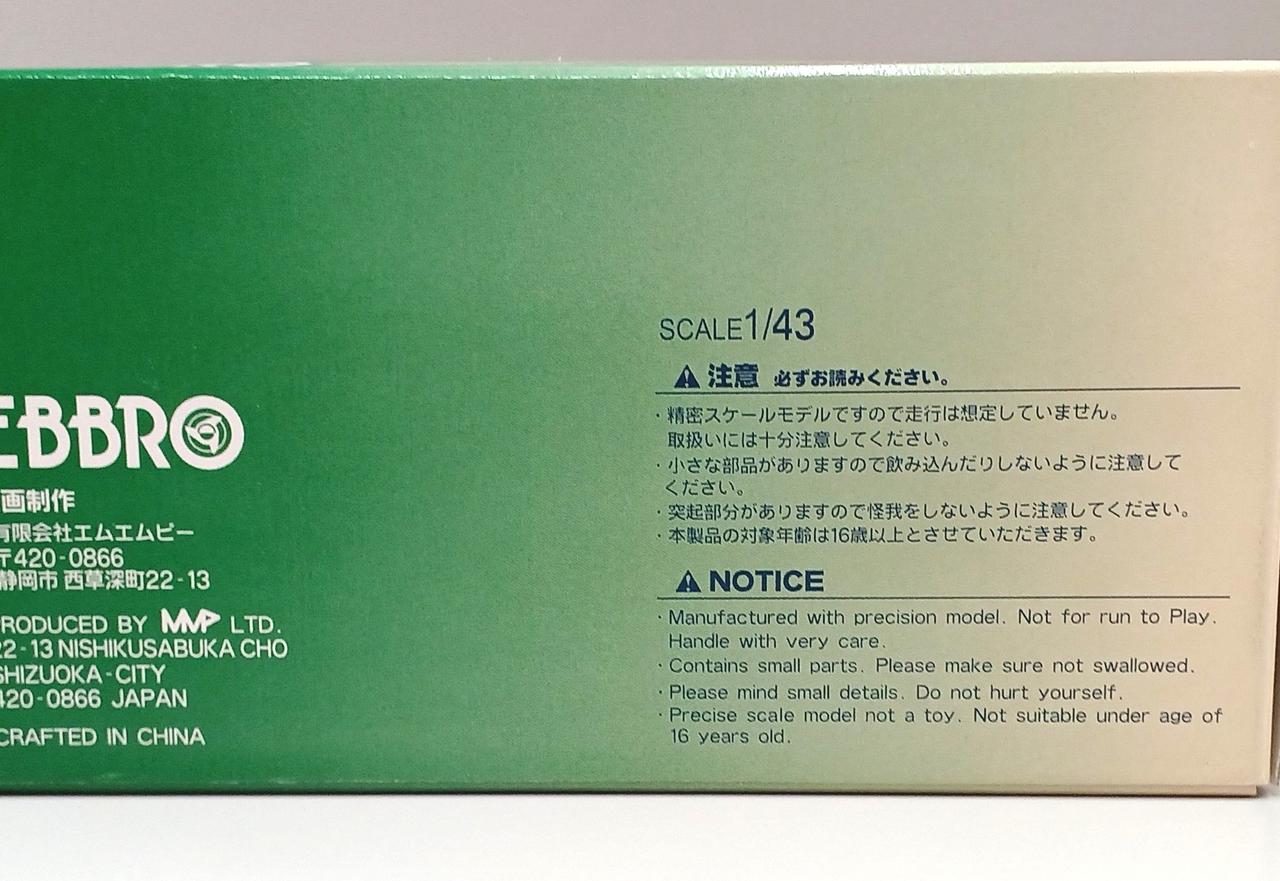 EBBRO
画制作
有限会社エムエムピー
〒420-0866
静岡市 西草深町22-13
RODUCED BY MMP LTD.
22-13 NISHIKUSABUKA CHO
SHIZUOKA-CITY
420-0866 JAPAN
CRAFTED IN CHINA
SCALE1/43
注意 必ずお読みください。
・精密スケールモデルですので走行は想定していません。
取扱いには十分注意してください。
・小さな部品がありますので飲み込んだりしないように注意して
ください。
・突起部分がありますので怪我をしないように注意してください。
・本製品の対象年齢は16歳以上とさせていただきます。
NOTICE
・Manufactured with precision model. Not for run to Play.
Handle with very care.
・Contains small parts. Please make sure not swallowed.
・Please mind small details. Do not hurt yourself.
・Precise scale model not a toy. Not suitable under age of
16 years old.